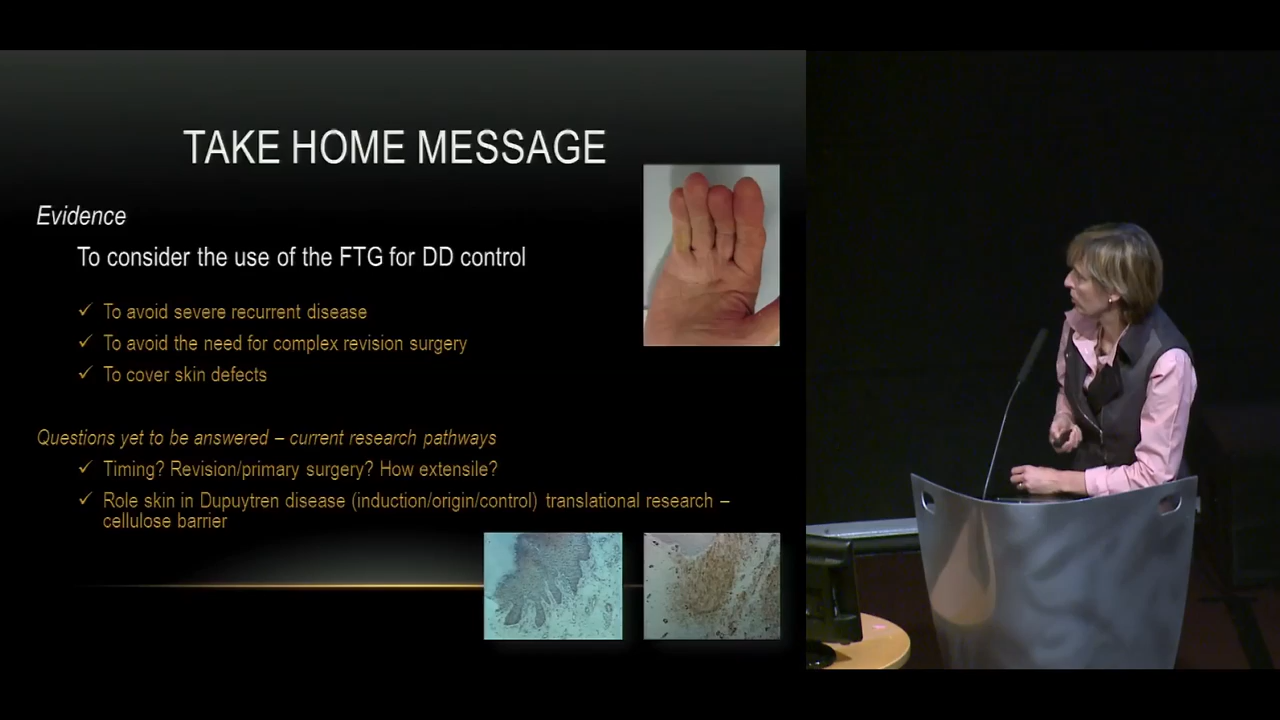 TAKE HOME MESSAGE
Evidence
To consider the use of the FTG for DD control
✓ To avoid severe recurrent disease
✓ To avoid the need for complex revision surgery
✓ To cover skin defects
Questions yet to be answered – current research pathways
✓ Timing? Revision/primary surgery? How extensile?
✓ Role skin in Dupuytren disease (induction/origin/control) translational research –
cellulose barrier